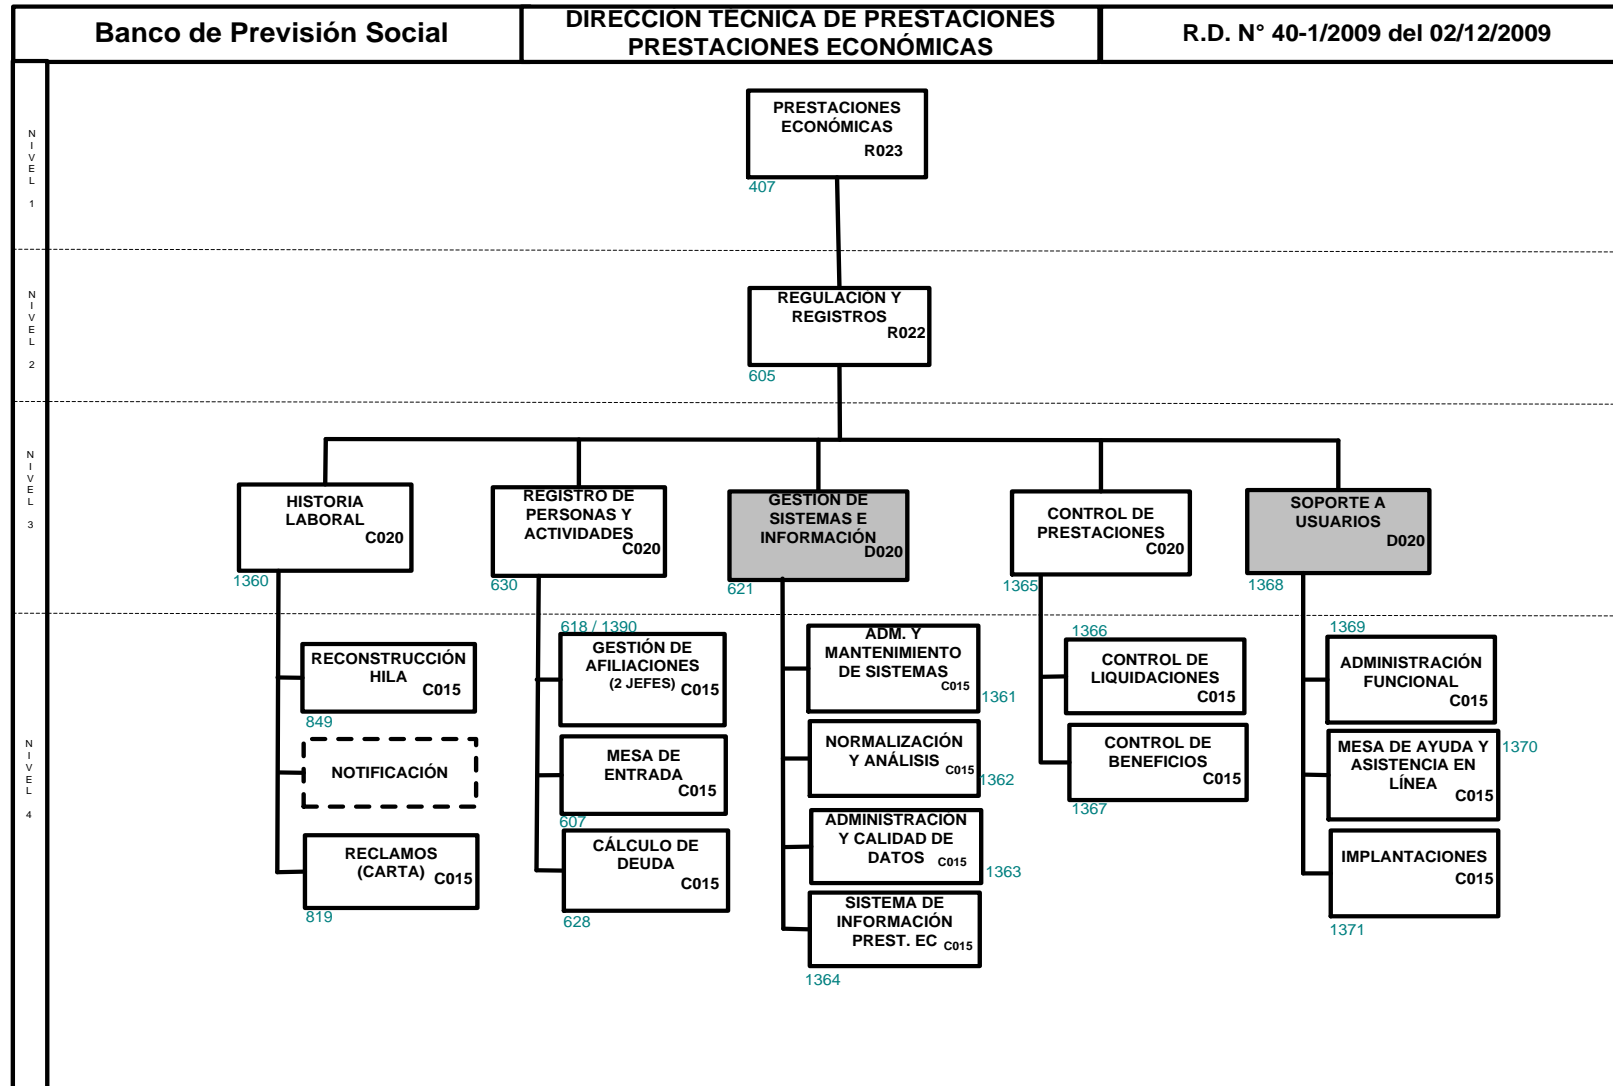 Banco de Previsión Social
DIRECCION TÉCNICA DE PRESTACIONES
PRESTACIONES ECONÓMICAS
R.D. N° 40-1/2009 del 02/12/2009
NIVEL 1
PRESTACIONES
ECONÓMICAS
R023
407
NIVEL 2
REGULACIÓN Y
REGISTROS
R022
605
NIVEL 3
HISTORIA
LABORAL
C020
1360
REGISTRO DE
PERSONAS Y
ACTIVIDADES
C020
630
GESTIÓN DE
SISTEMAS E
INFORMACIÓN
D020
621
CONTROL DE
PRESTACIONES
C020
1365
SOPORTE A
USUARIOS
D020
1368
NIVEL 4
RECONSTRUCCIÓN
HILA
C015
849
NOTIFICACIÓN
RECLAMOS
(CARTA)
C015
819
618 / 1390
GESTIÓN DE
AFILIACIONES
(2 JEFES) C015
MESA DE
ENTRADA
C015
607
CÁLCULO DE
DEUDA
C015
628
ADM. Y
MANTENIMIENTO
DE SISTEMAS
C015
1361
NORMALIZACIÓN
Y ANÁLISIS
C015
1362
ADMINISTRACIÓN
Y CALIDAD DE
DATOS C015
1363
SISTEMA DE
INFORMACIÓN
PREST. EC C015
1364
1366
CONTROL DE
LIQUIDACIONES
C015
CONTROL DE
BENEFICIOS
C015
1367
1369
ADMINISTRACIÓN
FUNCIONAL
C015
MESA DE AYUDA Y
ASISTENCIA EN
LÍNEA
C015
1370
IMPLANTACIONES
C015
1371